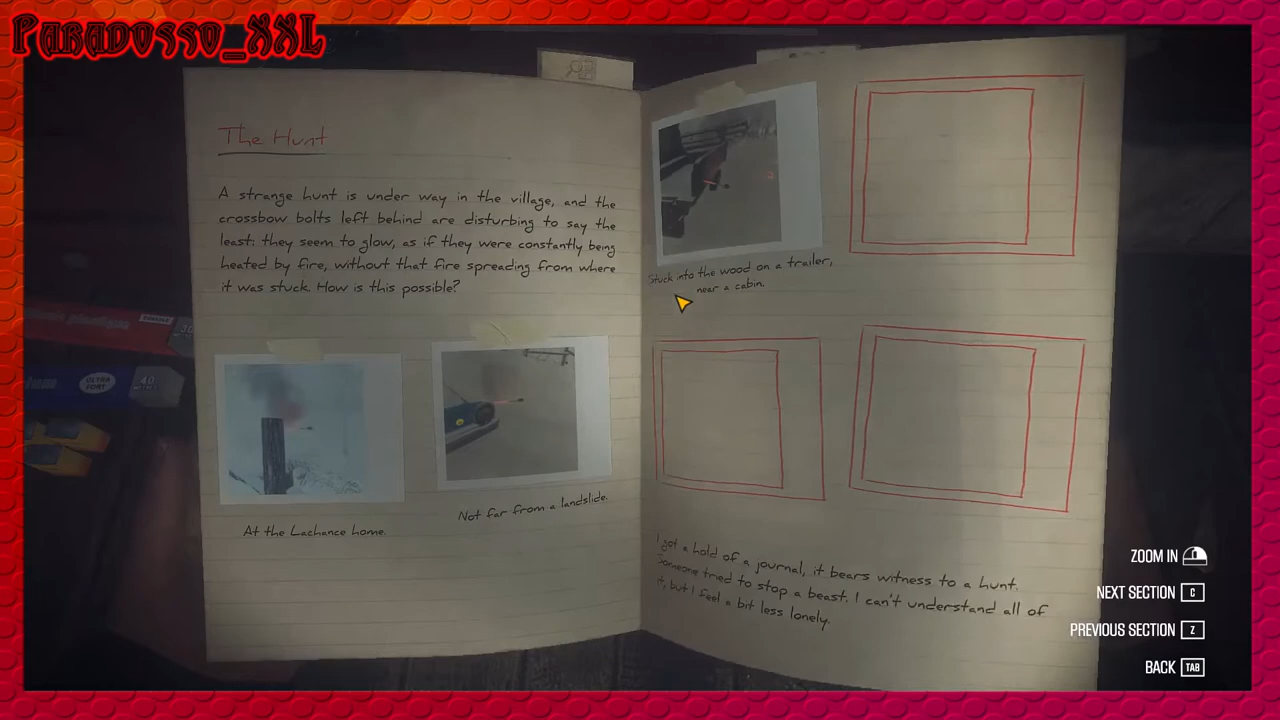 Paradosso_XXL
The Hunt
A strange hunt is under way in the village, and the
crossbow bolts left behind are disturbing to say the
least: they seem to glow, as if they were constantly being
heated by fire, without that fire spreading from where
it was stuck. How is this possible?
At the Lachance home.
Not far from a landslide.
Stuck into the wood on a trailer,
near a cabin.
I got a hold of a journal, it bears witness to a hunt.
Someone tried to stop a beast. I can't understand all of
it, but I feel a bit less lonely.
ULTRA
FORT
40
30
ZOOM IN
NEXT SECTION C
PREVIOUS SECTION Z
BACK TAB